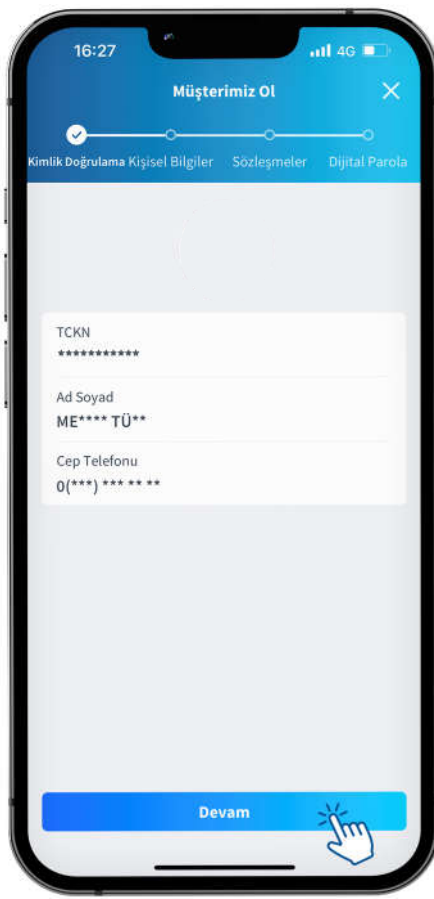 16:27 4G
Müşterimiz Ol
Kimlik Doğrulama Kişisel Bilgiler Sözleşmeler Dijital Parola
TCKN
***********
Ad Soyad
ME**** TÜ**
Cep Telefonu
0(***) *** ** **
Devam